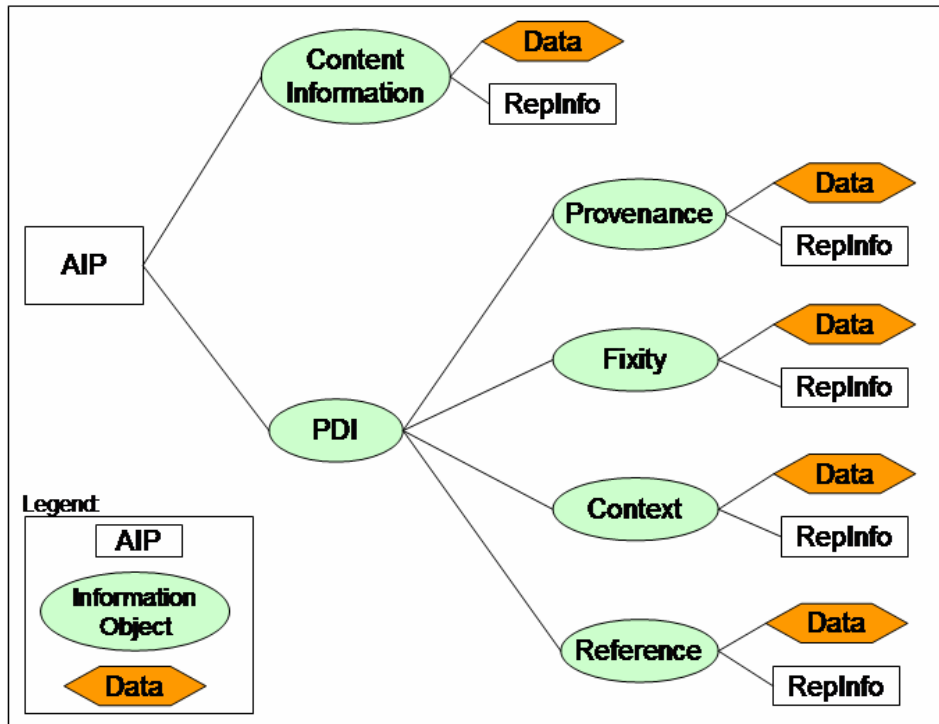 Data
Content
Information
RepInfo
Data
Provenance
RepInfo
AIP
Data
Fixity
RepInfo
PDI
Data
Context
RepInfo
Legend:
AIP
Information
Object
Data
Data
Reference
RepInfo